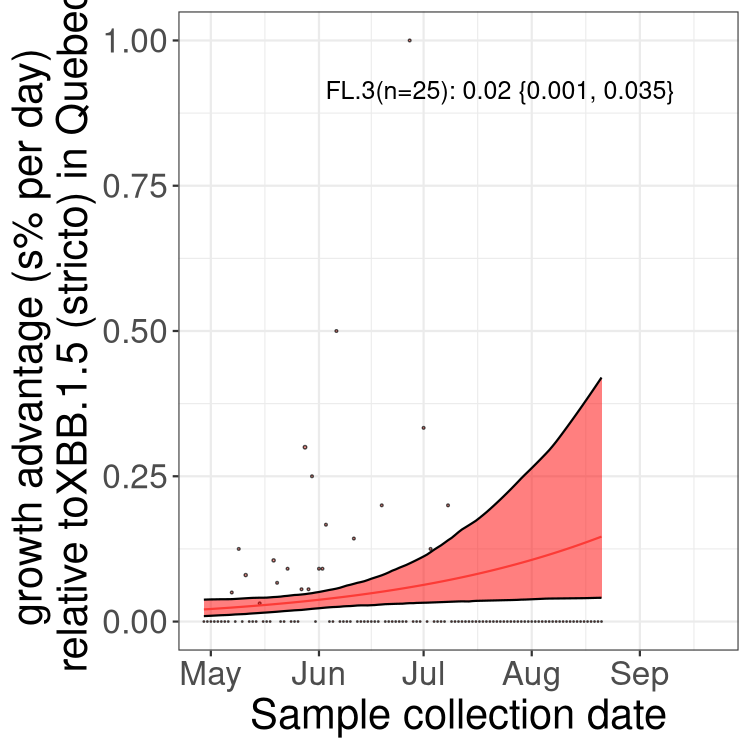 growth advantage (s% per day)
relative toXBB.1.5 (stricto) in Quebec
1.00
0.75
0.50
0.25
0.00
FL.3(n=25): 0.02 {0.001, 0.035}
May Jun Jul Aug Sep
Sample collection date